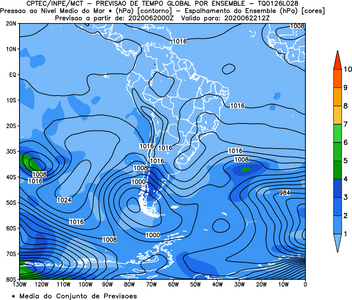 CPTEC/INPE/MCT - PREVISAO DE TEMPO GLOBAL POR ENSEMBLE - TQ0126L028
Pressao ao Nivel Medio do Mar * (hPa) [contorno] - Espalhamento do Ensemble (hPa) [cores]
Previsao a partir de: 2020062000Z Valido para: 2020062212Z
20N
10N
EQ
10S
20S
30S
40S
50S
60S
70S
80S
130W 120W 110W 100W 90W 80W 70W 60W 50W 40W 30W 20W 10W 0
1008
1016
1016
1016
1016
1016
1008
1008
1008
1016
1000
1024
984
1016
1008
1000
10
9
8
7
6
5
4
3
2
1
* Media do Conjunto de Previsoes